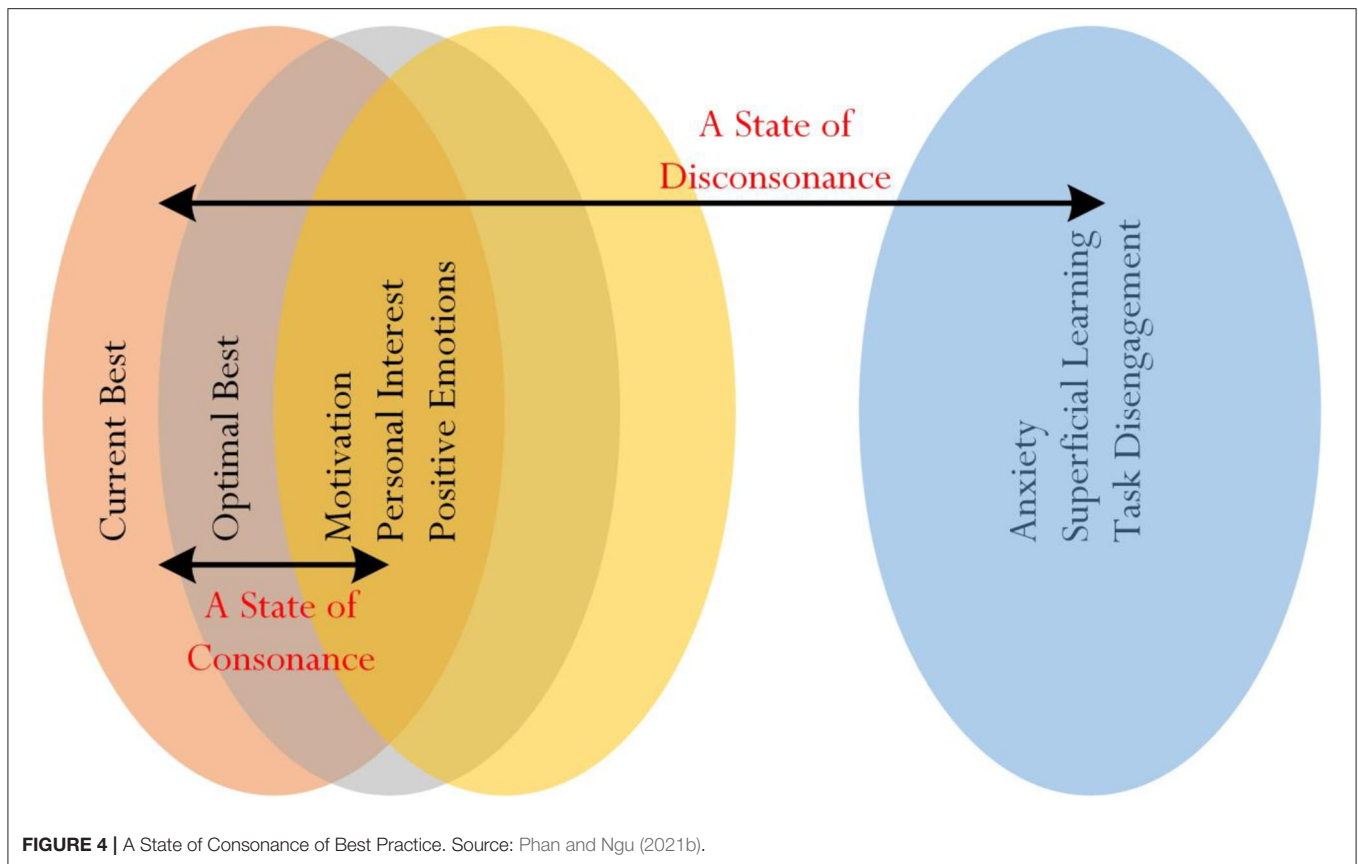 A State of
Disconsonance
Current Best
Optimal Best
Motivation
Personal Interest
Positive Emotions
Anxiety
Superficial Learning
Task Disengagement
A State of
Consonance
FIGURE 4 | A State of Consonance of Best Practice. Source: Phan and Ngu (2021b).